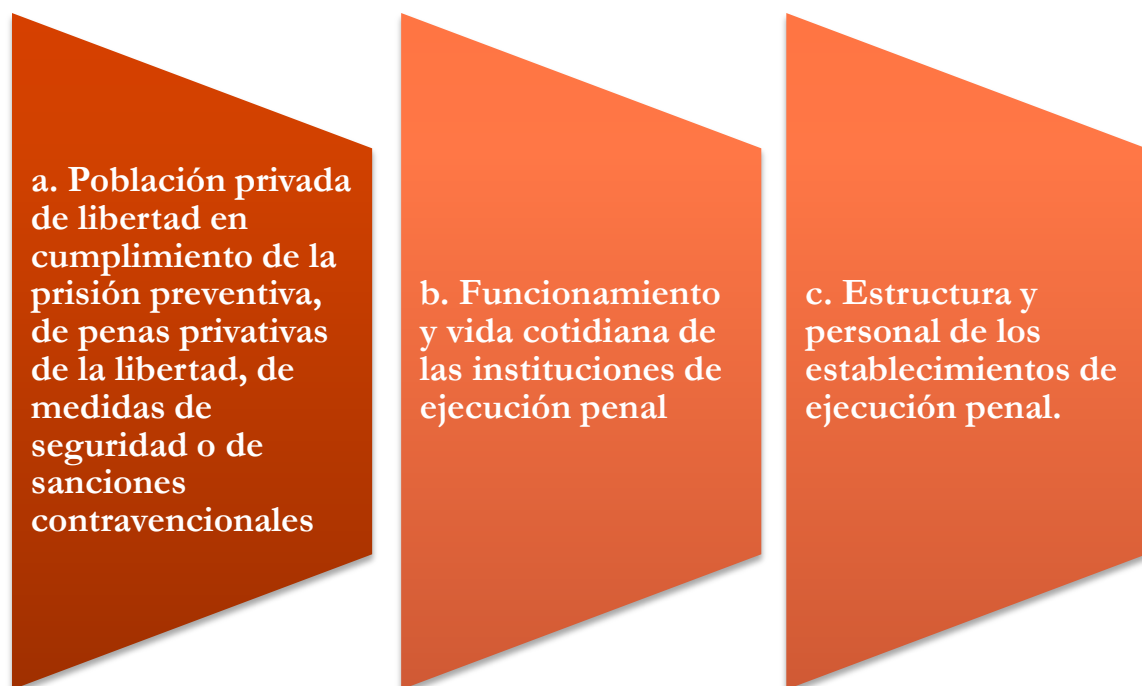 a. Población privada
de libertad en
cumplimiento de la
prisión preventiva,
de penas privativas
de la libertad, de
medidas de
seguridad o de
sanciones
contravencionales
b. Funcionamiento
y vida cotidiana de
las instituciones de
ejecución penal
c. Estructura y
personal de los
establecimientos de
ejecución penal.